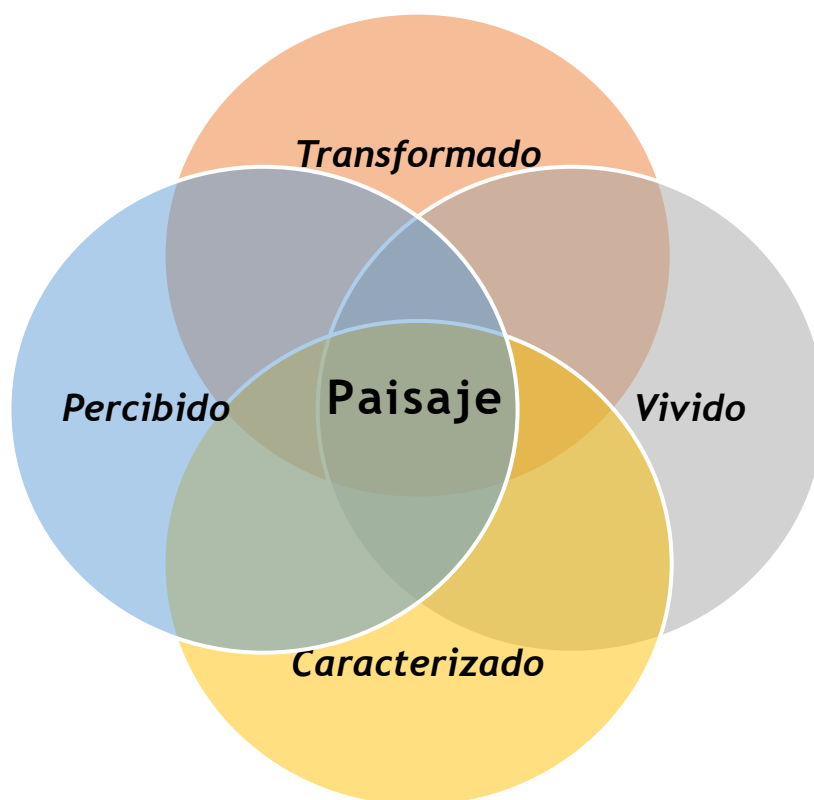 Transformado
Percibido
Paisaje
Vivido
Caracterizado